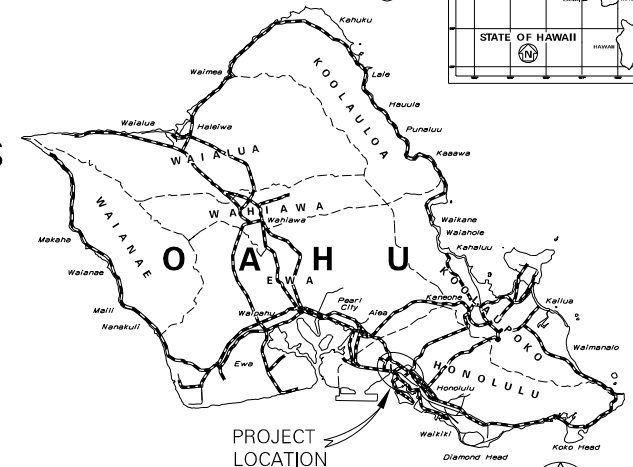 S
Kahuku
STATE OF HAWAII
N
HAWAII
Waimea
KOOLAULOA
Laie
Hauula
Punaluu
Kaaawa
Waialua
Haleiwa
WAIALUA
WAIANAE
WAHIAWA
Wahiawa
Waikane
Waiahole
Kahaluu
Makaha
Waianae
OAHU
EWA
KOOLAUPOKO
Maili
Nanakuli
Waipahu
Pearl
City
Aiea
Kaneohe
Kailua
Waimanalo
Ewa
HONOLULU
Honolulu
PROJECT
LOCATION
Waikiki
Diamond Head
Koko Head